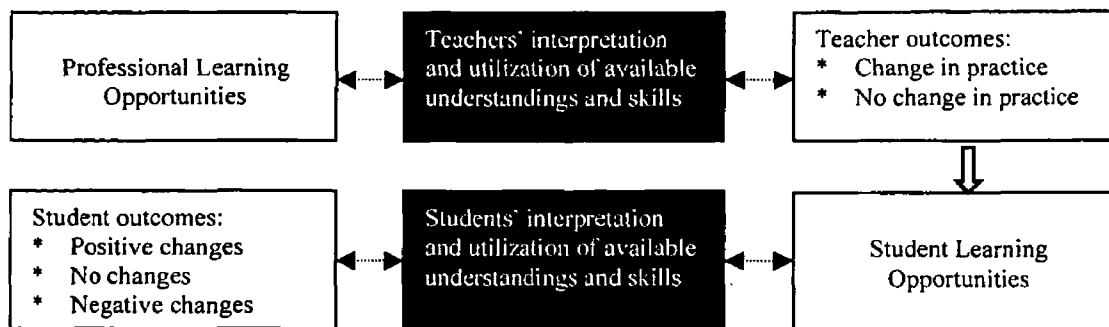 Professional Learning
Opportunities
Teachers' interpretation
and utilization of available
understandings and skills
Teacher outcomes:
* Change in practice
* No change in practice
Student outcomes:
* Positive changes
* No changes
* Negative changes
Students' interpretation
and utilization of available
understandings and skills
Student Learning
Opportunities